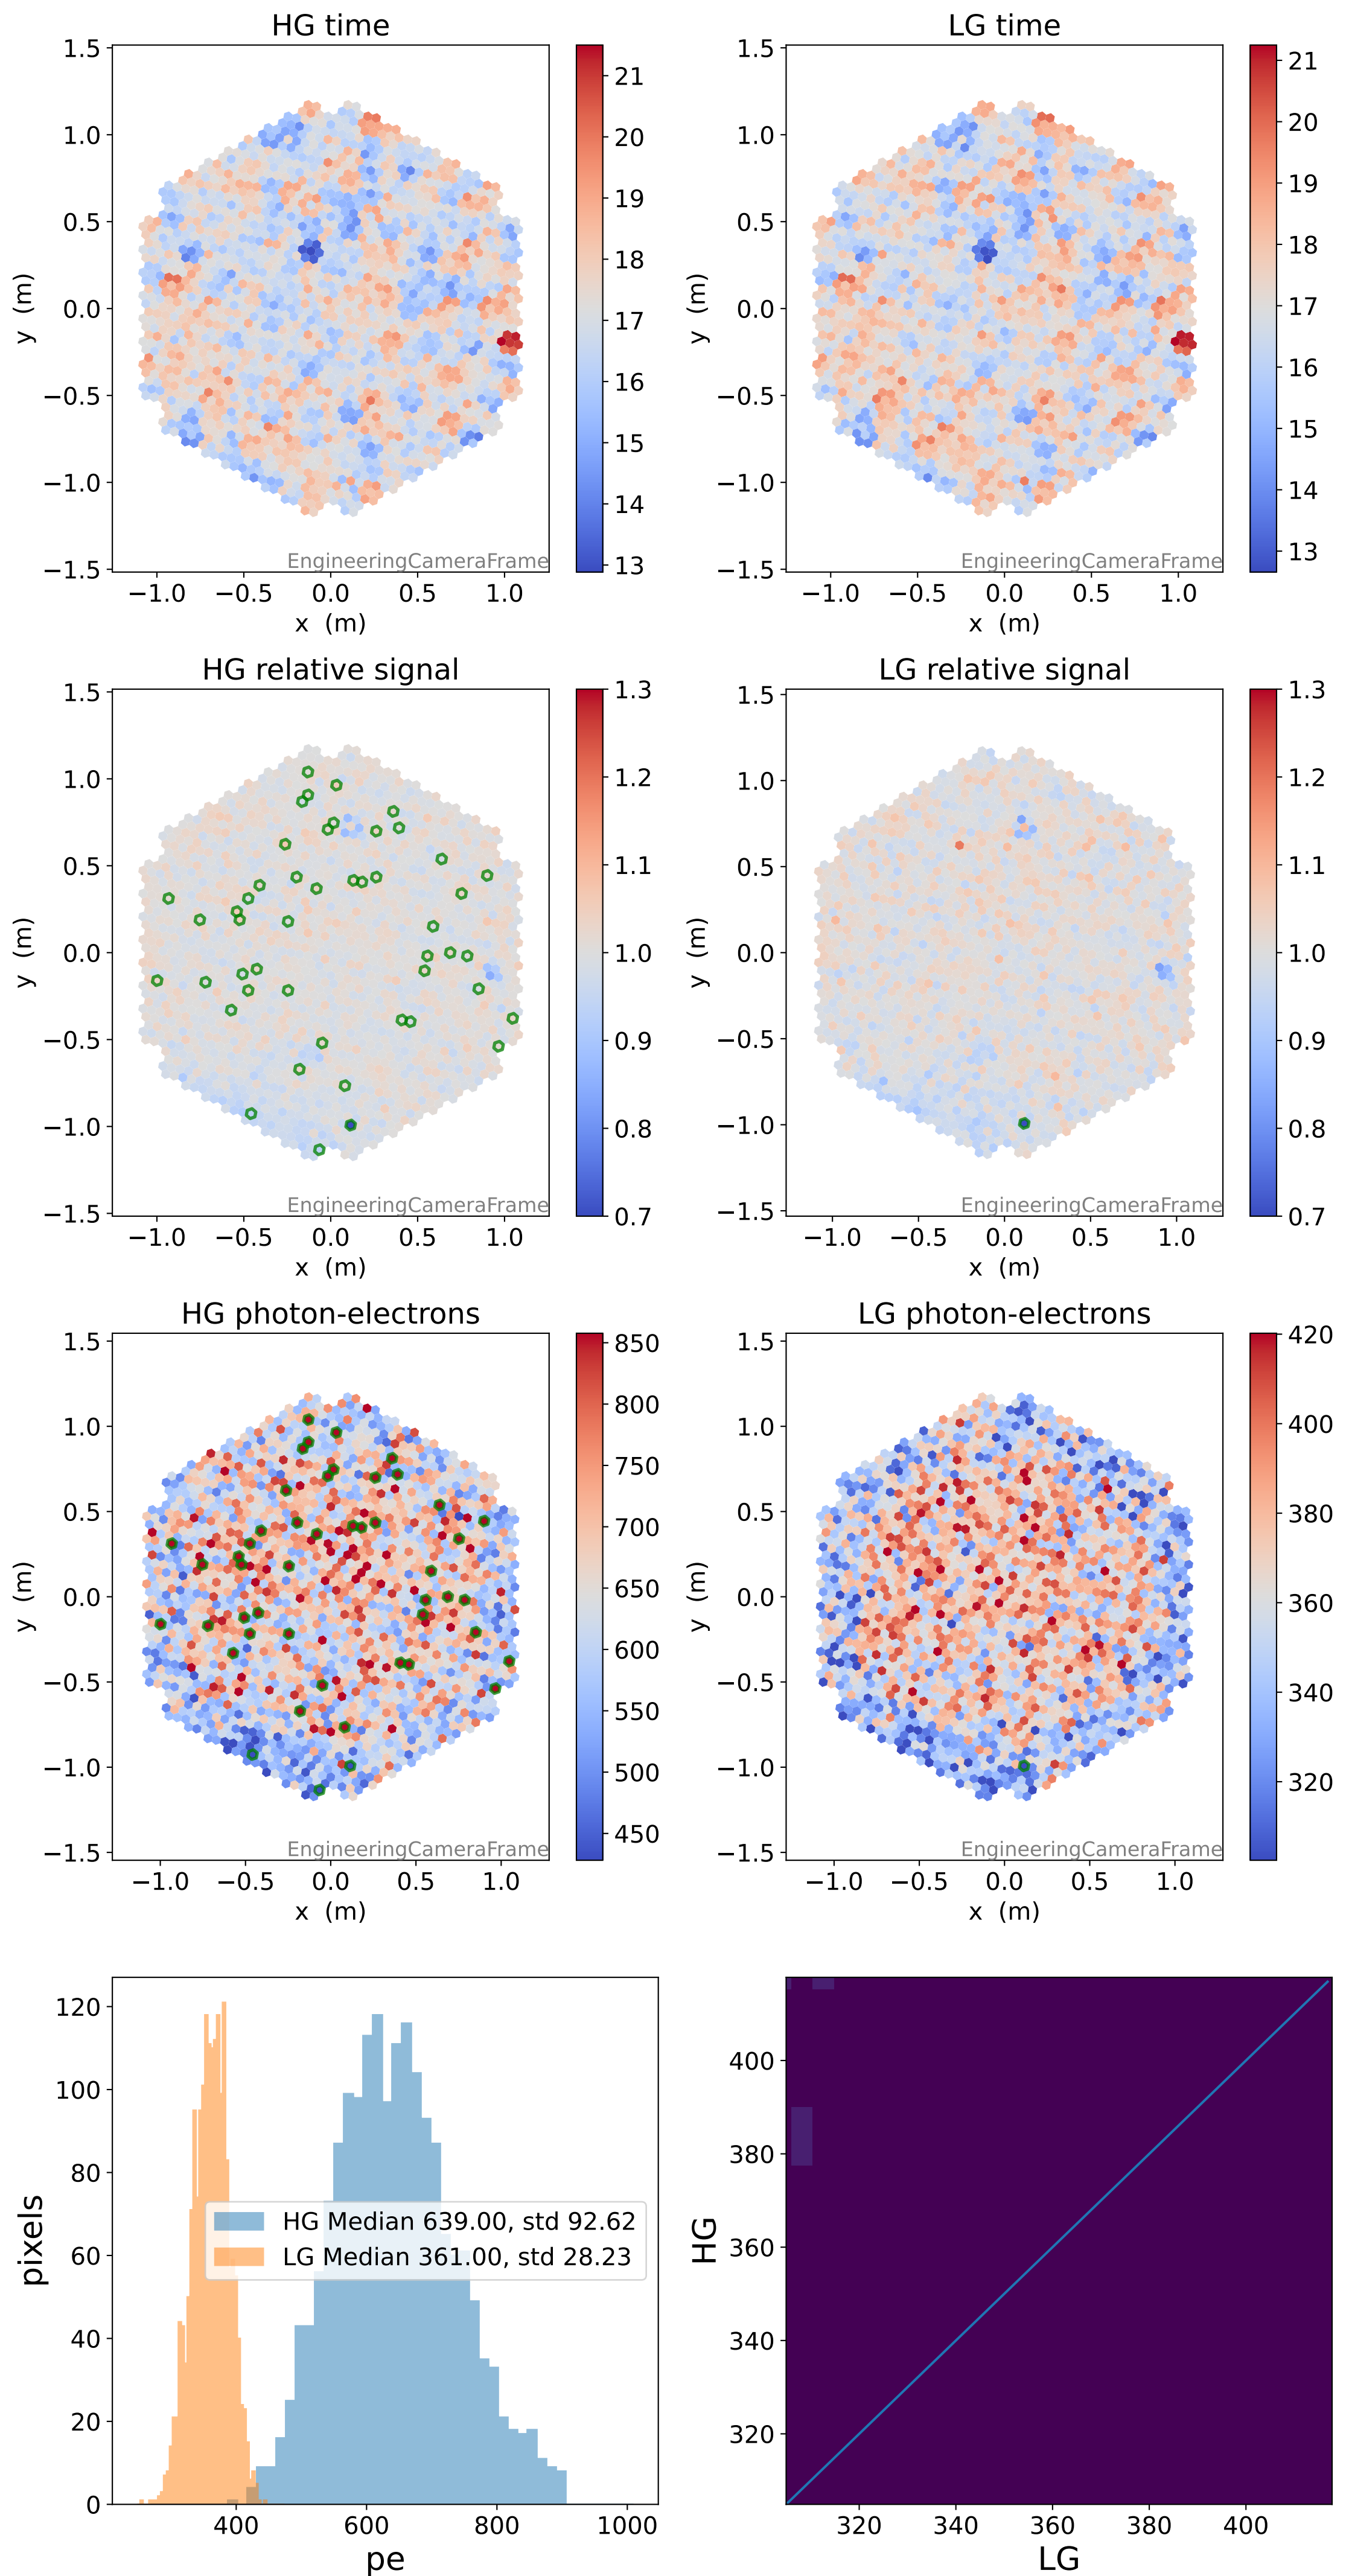 HG time
LG time
1.5
1.0
0.5
0.0
−0.5
−1.0
−1.5
y (m)
EngineeringCameraFrame
−1.0 −0.5 0.0 0.5 1.0
x (m)
21
20
19
18
17
16
15
14
13
1.5
1.0
0.5
0.0
−0.5
−1.0
−1.5
y (m)
EngineeringCameraFrame
−1.0 −0.5 0.0 0.5 1.0
x (m)
21
20
19
18
17
16
15
14
13
HG relative signal
LG relative signal
1.5
1.0
0.5
0.0
−0.5
−1.0
−1.5
y (m)
EngineeringCameraFrame
−1.0 −0.5 0.0 0.5 1.0
x (m)
1.3
1.2
1.1
1.0
0.9
0.8
0.7
1.5
1.0
0.5
0.0
−0.5
−1.0
−1.5
y (m)
EngineeringCameraFrame
−1.0 −0.5 0.0 0.5 1.0
x (m)
1.3
1.2
1.1
1.0
0.9
0.8
0.7
HG photon-electrons
LG photon-electrons
1.5
1.0
0.5
0.0
−0.5
−1.0
−1.5
y (m)
EngineeringCameraFrame
−1.0 −0.5 0.0 0.5 1.0
x (m)
850
800
750
700
650
600
550
500
450
1.5
1.0
0.5
0.0
−0.5
−1.0
−1.5
y (m)
EngineeringCameraFrame
−1.0 −0.5 0.0 0.5 1.0
x (m)
420
400
380
360
340
320
120
100
80
60
40
20
0
pixels
HG Median 639.00, std 92.62
LG Median 361.00, std 28.23
400 600 800 1000
pe
400
380
360
340
320
HG
320 340 360 380 400
LG